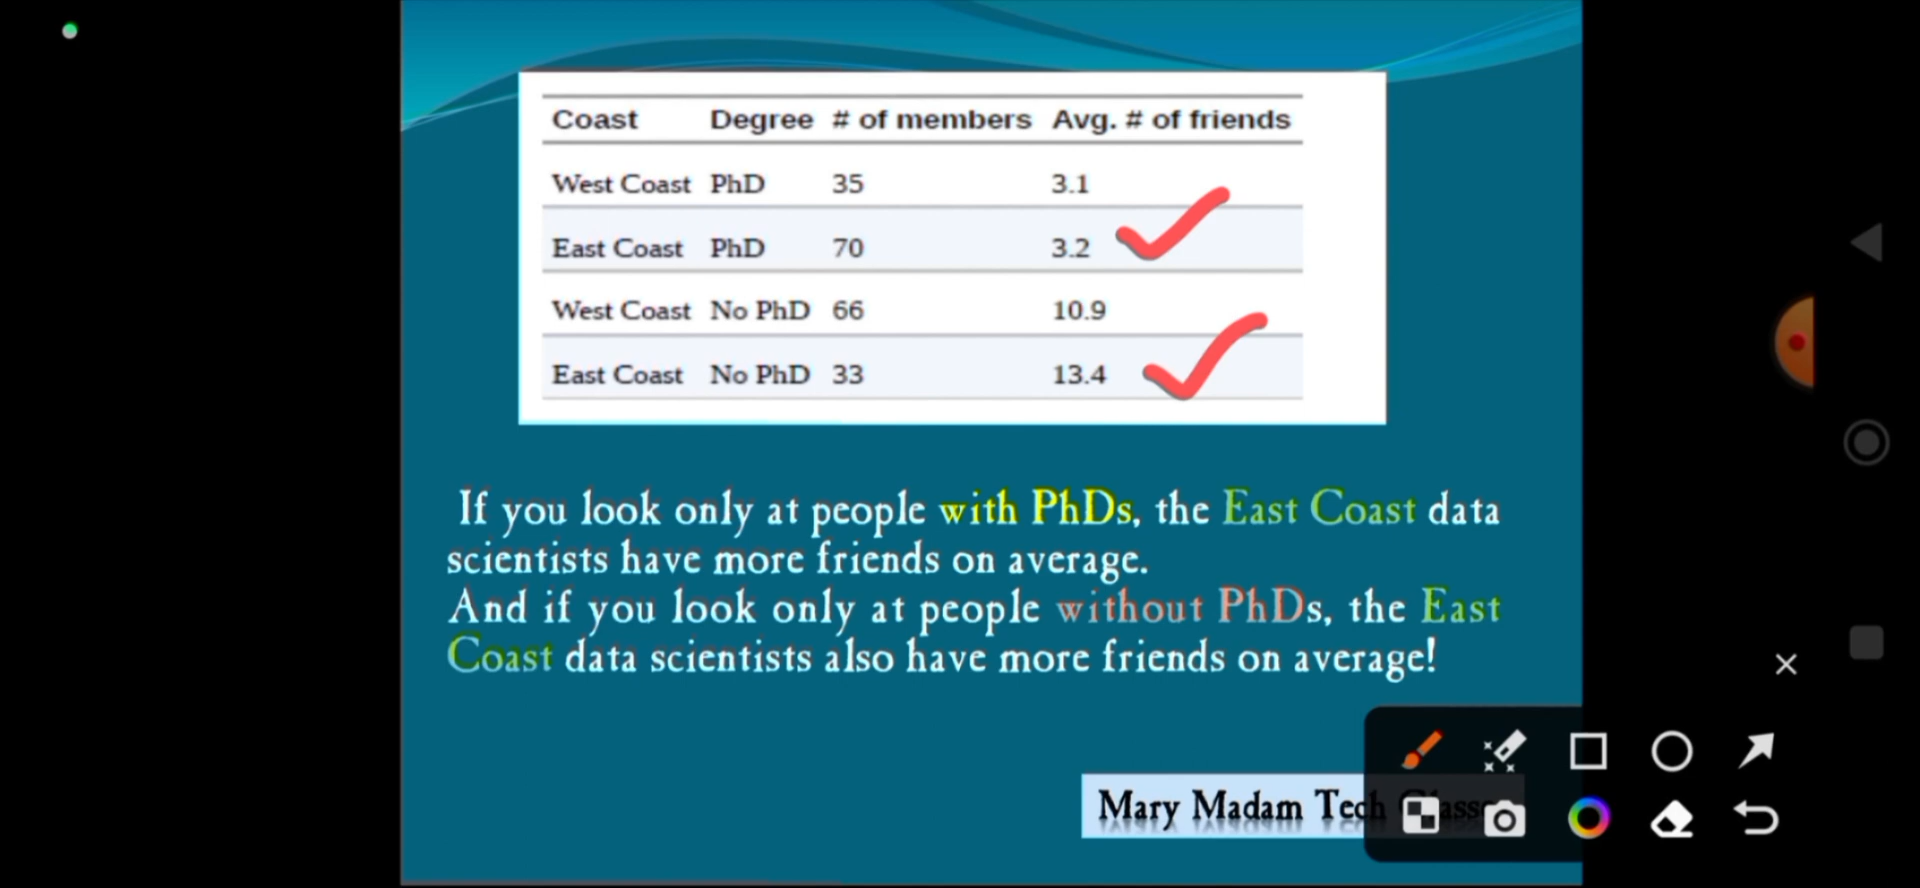 Coast Degree # of members Avg. # of friends
West Coast PhD 35 3.1
East Coast PhD 70 3.2
West Coast No PhD 66 10.9
East Coast No PhD 33 13.4
If you look only at people with PhDs, the East Coast data
scientists have more friends on average.
And if you look only at people without PhDs, the East
Coast data scientists also have more friends on average!
Mary Madam Tech